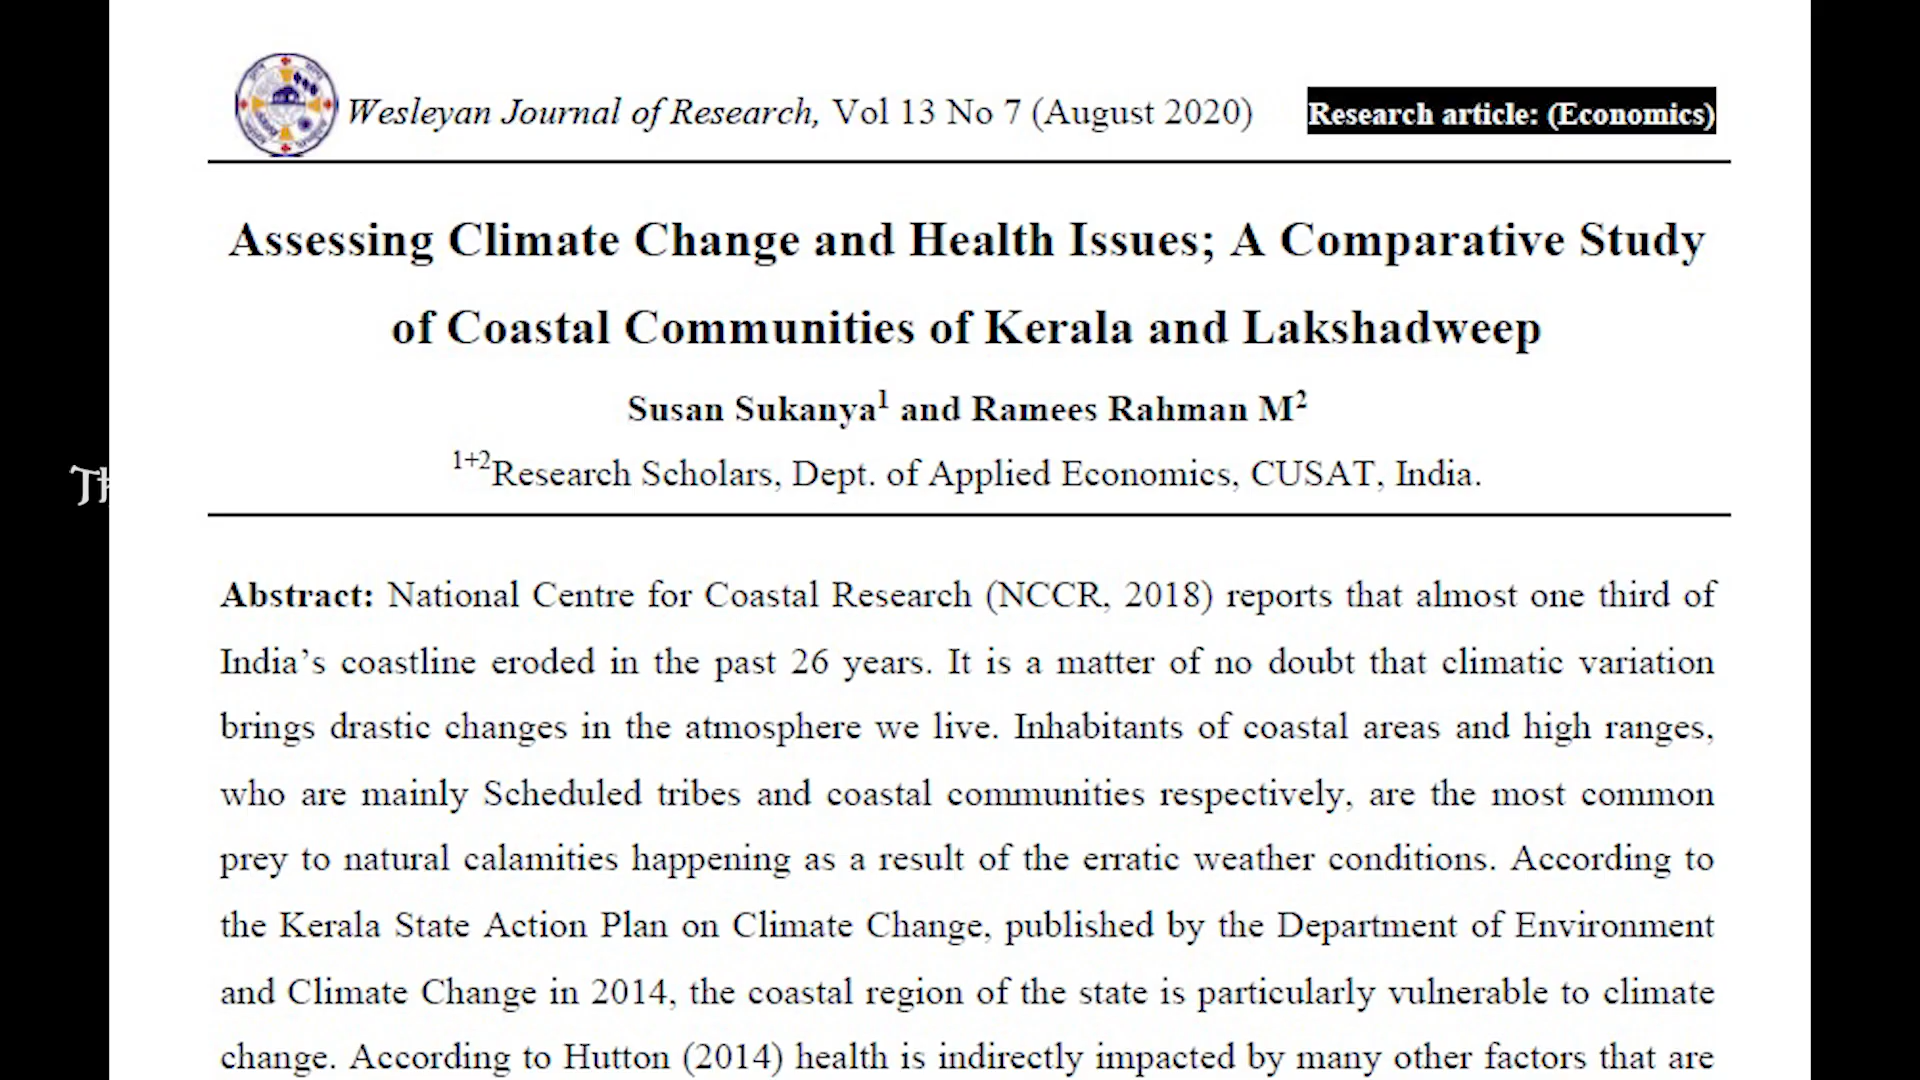 Wesleyan Journal of Research, Vol 13 No 7 (August 2020) Research article: (Economics)
Assessing Climate Change and Health Issues; A Comparative Study
of Coastal Communities of Kerala and Lakshadweep
Susan Sukanya1 and Ramees Rahman M2
1+2Research Scholars, Dept. of Applied Economics, CUSAT, India.
Abstract: National Centre for Coastal Research (NCCR, 2018) reports that almost one third of
India’s coastline eroded in the past 26 years. It is a matter of no doubt that climatic variation
brings drastic changes in the atmosphere we live. Inhabitants of coastal areas and high ranges,
who are mainly Scheduled tribes and coastal communities respectively, are the most common
prey to natural calamities happening as a result of the erratic weather conditions. According to
the Kerala State Action Plan on Climate Change, published by the Department of Environment
and Climate Change in 2014, the coastal region of the state is particularly vulnerable to climate
change. According to Hutton (2014) health is indirectly impacted by many other factors that are